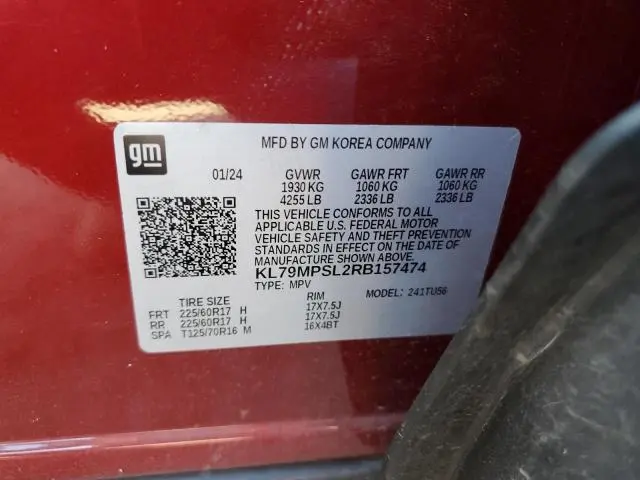 gm
MFD BY GM KOREA COMPANY
01/24 GVWR GAWR FRT GAWR RR
1930 KG 1060 KG 1060 KG
4255 LB 2336 LB 2336 LB
THIS VEHICLE CONFORMS TO ALL
APPLICABLE U.S. FEDERAL MOTOR
VEHICLE SAFETY AND THEFT PREVENTION
STANDARDS IN EFFECT ON THE DATE OF
MANUFACTURE SHOWN ABOVE.
KL79MPSL2RB157474
TYPE: MPV MODEL: 241TU56
TIRE SIZE RIM
FRT 225/60R17 H 17X7.5J
RR 225/60R17 H 17X7.5J
SPA T125/70R16 M 16X4BT